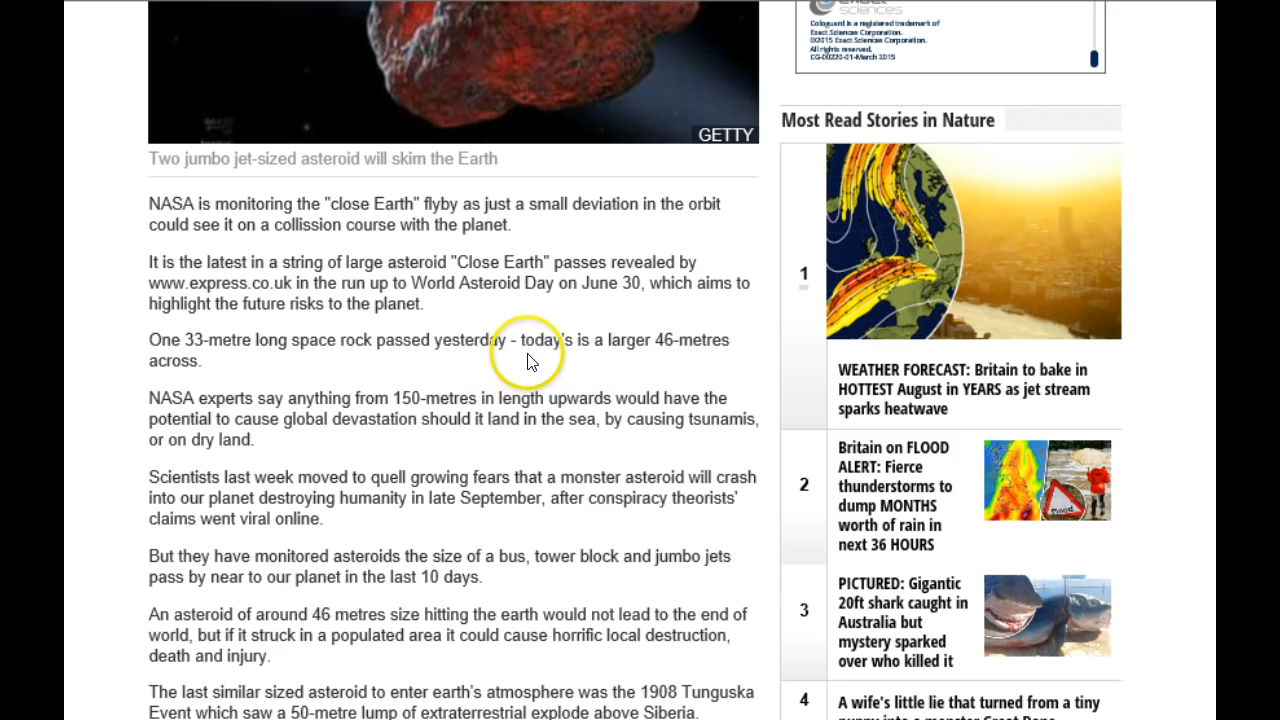 sciences
Cologuard is a registered trademark of
Exact Sciences Corporation.
©2015 Exact Sciences Corporation.
All rights reserved.
GETTY
Two jumbo jet-sized asteroid will skim the Earth
NASA is monitoring the "close Earth" flyby as just a small deviation in the orbit
could see it on a collission course with the planet.
It is the latest in a string of large asteroid "Close Earth" passes revealed by
www.express.co.uk in the run up to World Asteroid Day on June 30, which aims to
highlight the future risks to the planet.
One 33-metre long space rock passed yesterday - today's is a larger 46-metres
across.
NASA experts say anything from 150-metres in length upwards would have the
potential to cause global devastation should it land in the sea, by causing tsunamis,
or on dry land.
Scientists last week moved to quell growing fears that a monster asteroid will crash
into our planet destroying humanity in late September, after conspiracy theorists'
claims went viral online.
But they have monitored asteroids the size of a bus, tower block and jumbo jets
pass by near to our planet in the last 10 days.
An asteroid of around 46 metres size hitting the earth would not lead to the end of
world, but if it struck in a populated area it could cause horrific local destruction,
death and injury.
The last similar sized asteroid to enter earth's atmosphere was the 1908 Tunguska
Event which saw a 50-metre lump of extraterrestrial explode above Siberia.
Most Read Stories in Nature
1
WEATHER FORECAST: Britain to bake in
HOTTEST August in YEARS as jet stream
sparks heatwave
2
Britain on FLOOD
ALERT: Fierce
thunderstorms to
dump MONTHS
worth of rain in
next 36 HOURS
Flood
3
PICTURED: Gigantic
20ft shark caught in
Australia but
mystery sparked
over who killed it
4
A wife's little lie that turned from a tiny
puppy into a monster Great Dane